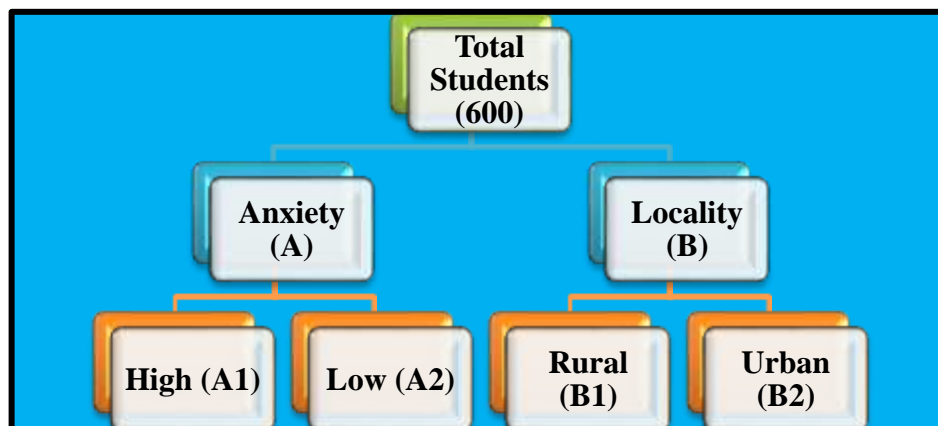 Total
Students
(600)
Anxiety
(A)
Locality
(B)
High (A1)
Low (A2)
Rural
(B1)
Urban
(B2)